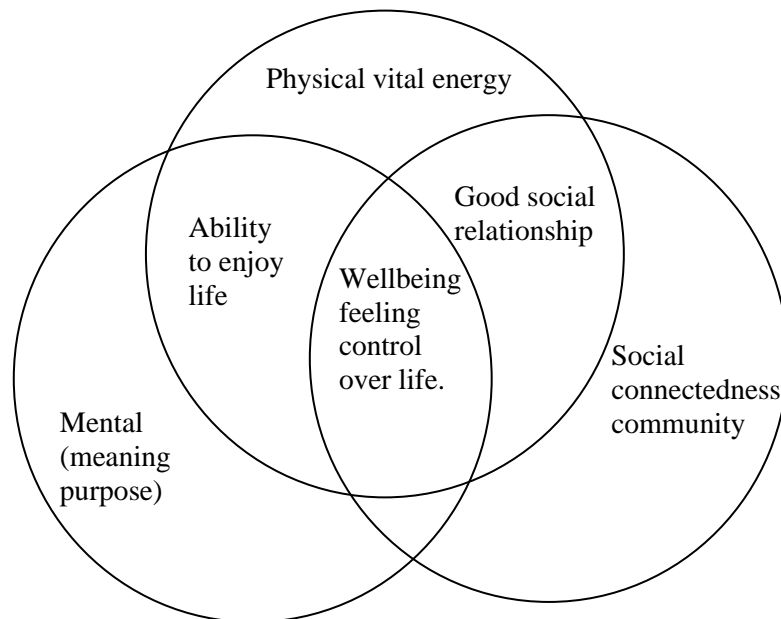 Physical vital energy
Good social
relationship
Ability
to enjoy
life
Wellbeing
feeling
control
over life.
Social
connectedness
community
Mental
(meaning
purpose)